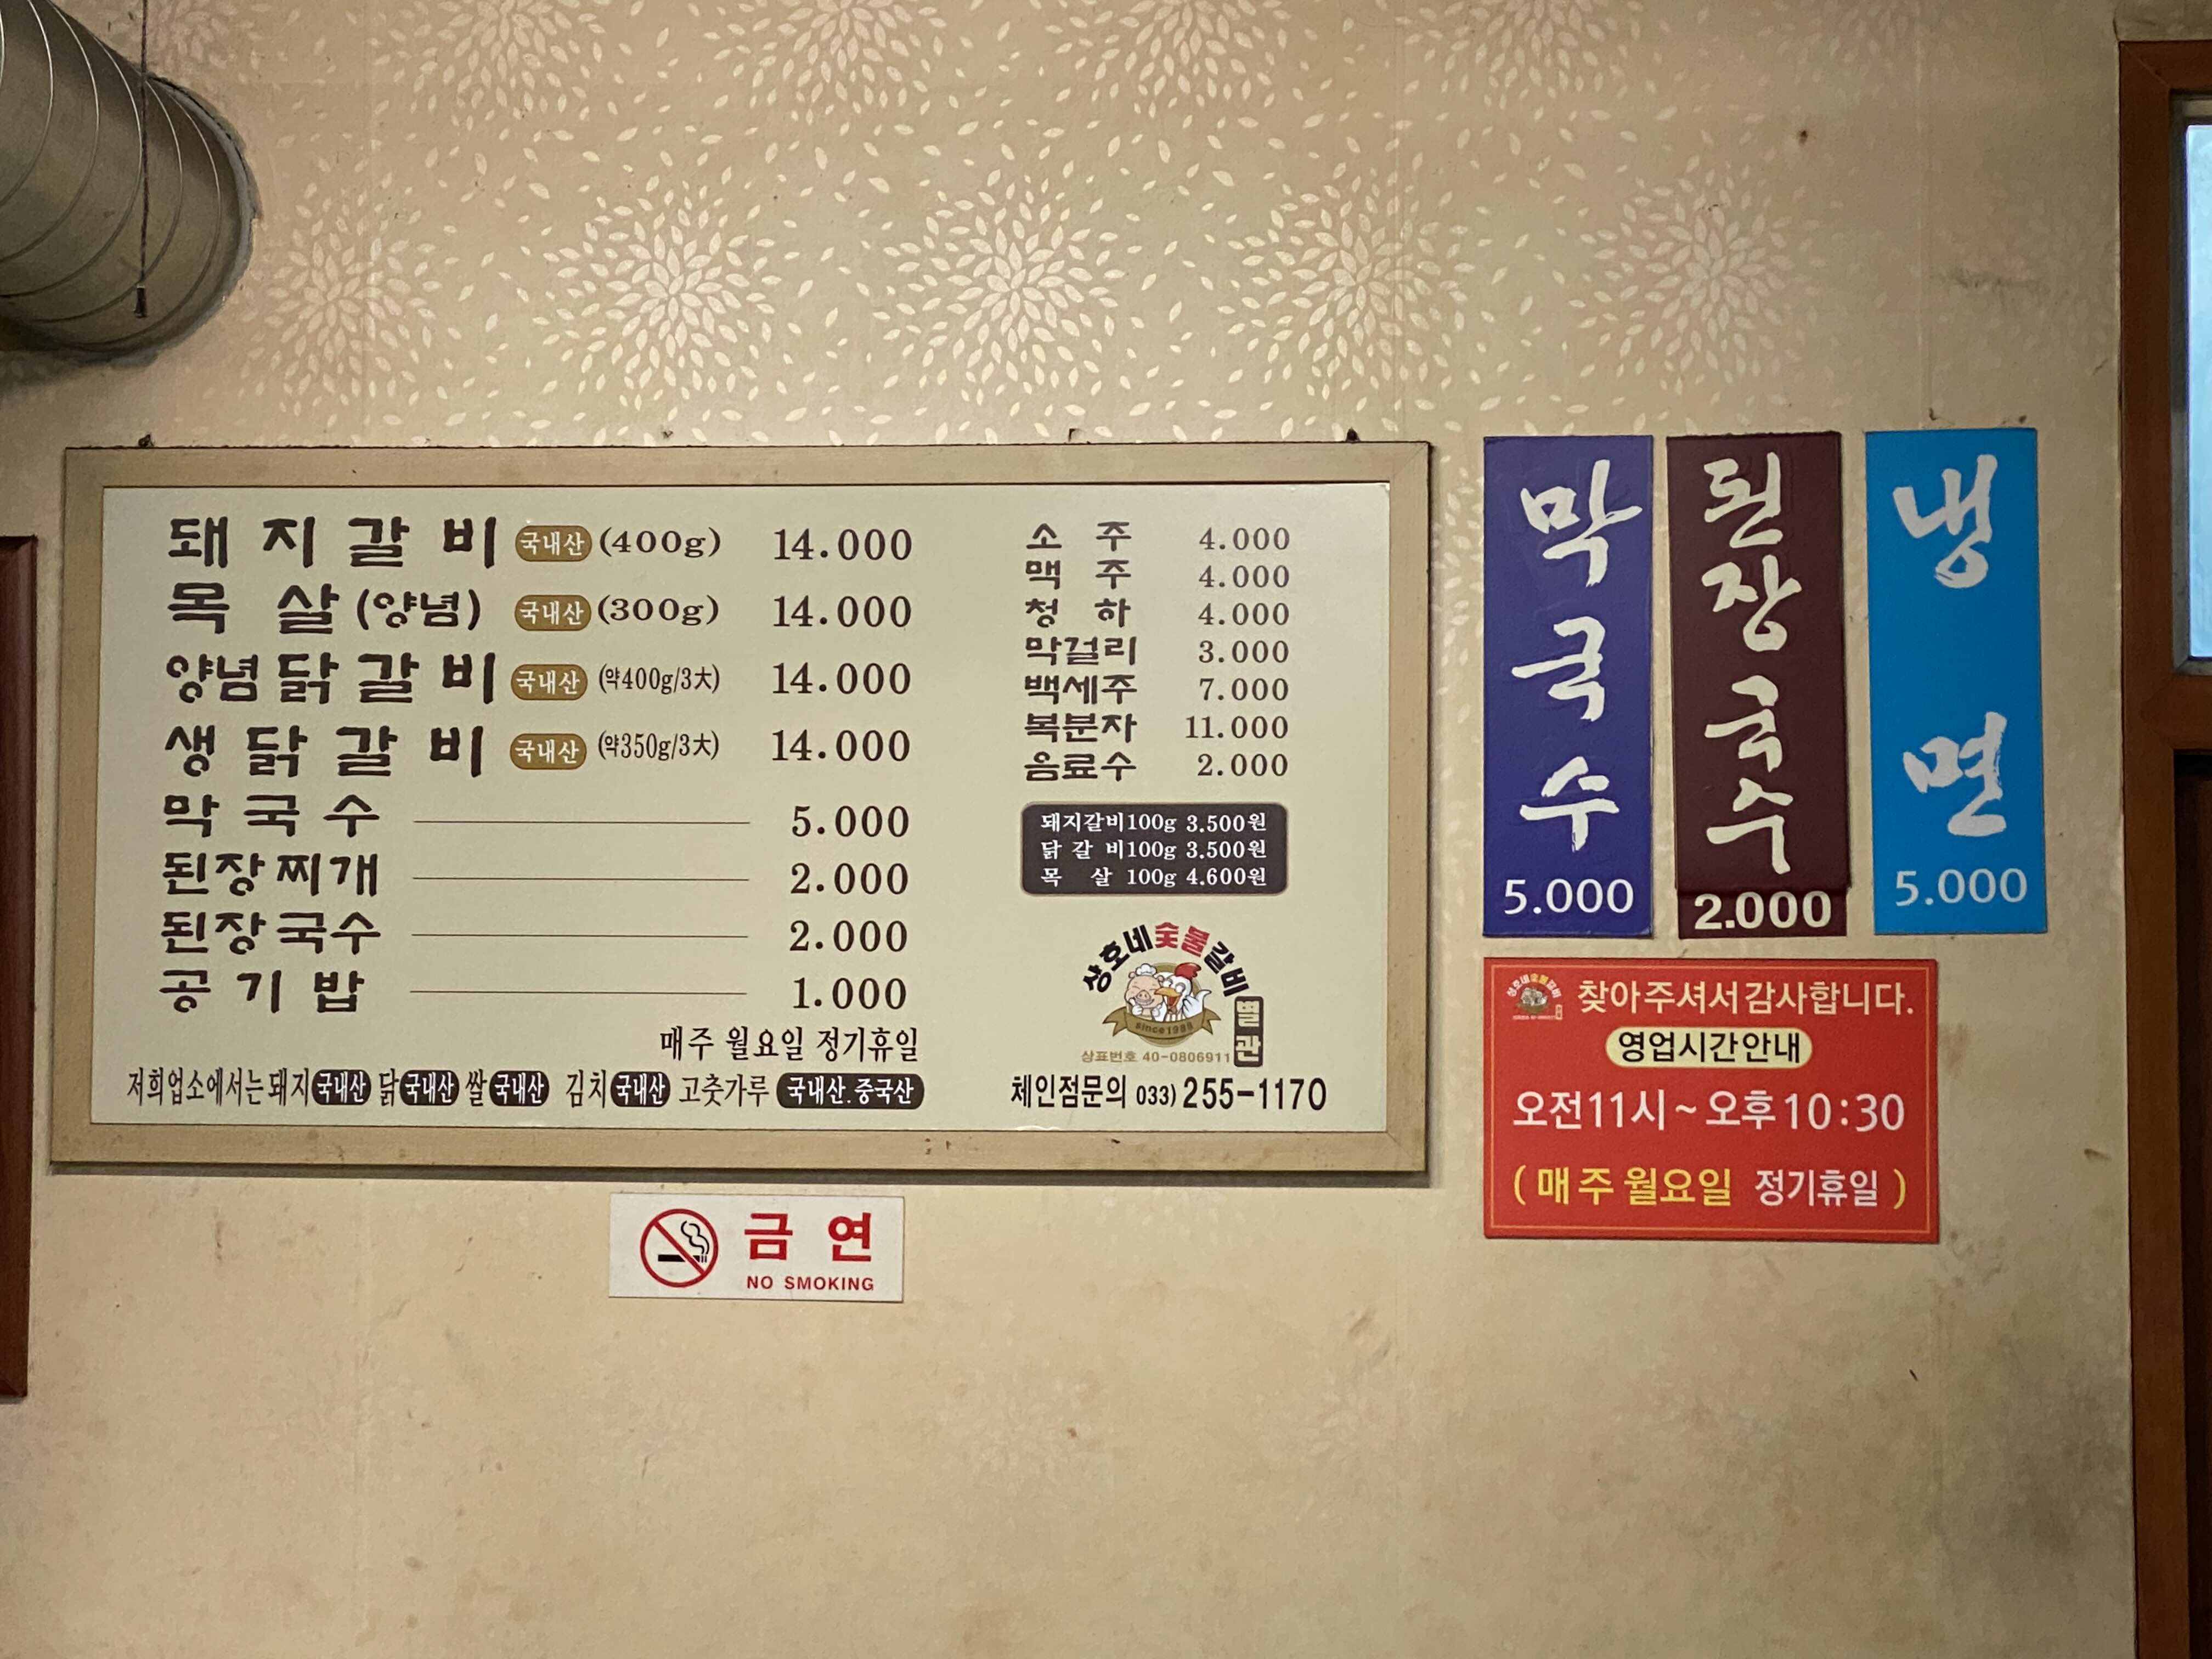 돼지갈비 국내산 (400g) 14.000
목살(양념) 국내산 (300g) 14.000
양념닭갈비 국내산 (약400g/3大) 14.000
생닭갈비 국내산 (약350g/3大) 14.000
막국수 5.000
된장찌개 2.000
된장국수 2.000
공기밥 1.000
매주 월요일 정기휴일
저희업소에서는 돼지 국내산 닭 국내산 쌀 국내산 김치 국내산 고춧가루 국내산.중국산
소주 4.000
맥주 4.000
청하 4.000
막걸리 3.000
백세주 7.000
복분자 11.000
음료수 2.000
돼지갈비100g 3.500원
닭갈비100g 3.500원
목살 100g 4.600원
상호네숯불갈비
별관
since1998
상표번호 40-0806911
체인점문의 033) 255-1170
막국수
5.000
된장국수
2.000
냉면
5.000
찾아주셔서감사합니다.
영업시간안내
오전11시~오후10:30
(매주월요일 정기휴일)
금연
NO SMOKING